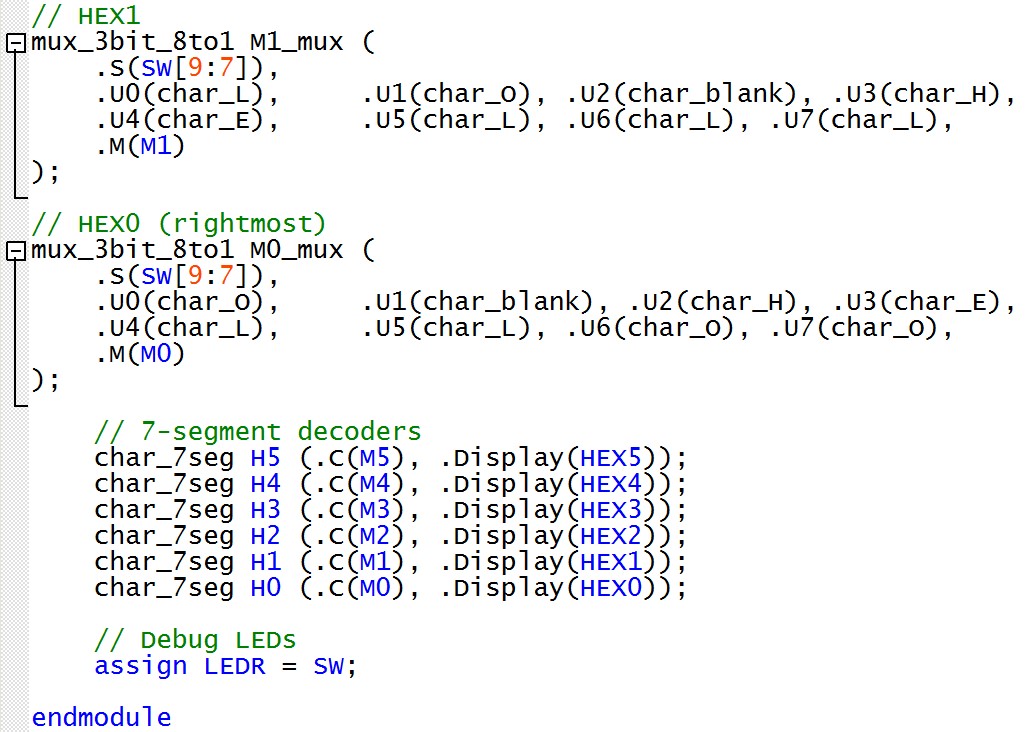 // HEX1
mux_3bit_8to1 M1_mux (
    .S(SW[9:7]),
    .U0(char_L),     .U1(char_O), .U2(char_blank), .U3(char_H),
    .U4(char_E),     .U5(char_L), .U6(char_L), .U7(char_L),
    .M(M1)
);

// HEX0 (rightmost)
mux_3bit_8to1 M0_mux (
    .S(SW[9:7]),
    .U0(char_O),     .U1(char_blank), .U2(char_H), .U3(char_E),
    .U4(char_L),     .U5(char_L), .U6(char_O), .U7(char_O),
    .M(M0)
);

    // 7-segment decoders
    char_7seg H5 (.C(M5), .Display(HEX5));
    char_7seg H4 (.C(M4), .Display(HEX4));
    char_7seg H3 (.C(M3), .Display(HEX3));
    char_7seg H2 (.C(M2), .Display(HEX2));
    char_7seg H1 (.C(M1), .Display(HEX1));
    char_7seg H0 (.C(M0), .Display(HEX0));

    // Debug LEDs
    assign LEDR = SW;

endmodule